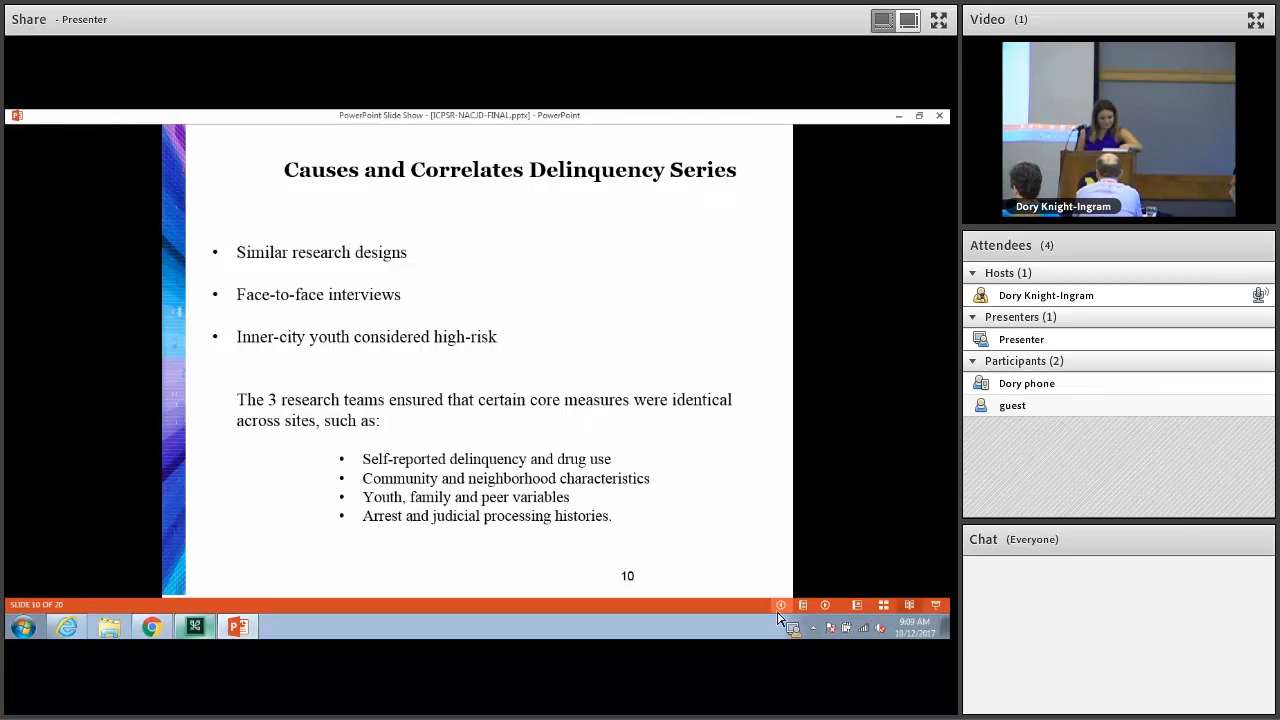 Share - Presenter
PowerPoint Slide Show - [ICPSR-NACJD-FINAL.pptx] - PowerPoint
Causes and Correlates Delinquency Series
• Similar research designs
• Face-to-face interviews
• Inner-city youth considered high-risk
The 3 research teams ensured that certain core measures were identical
across sites, such as:
• Self-reported delinquency and drug use
• Community and neighborhood characteristics
• Youth, family and peer variables
• Arrest and judicial processing histories.
10
SLIDE 10 OF 20
9:09 AM
10/12/2017
Video (1)
Dory Knight-Ingram
Attendees (4)
Hosts (1)
Dory Knight-Ingram
Presenters (1)
Presenter
Participants (2)
Dory phone
guest
Chat (Everyone)